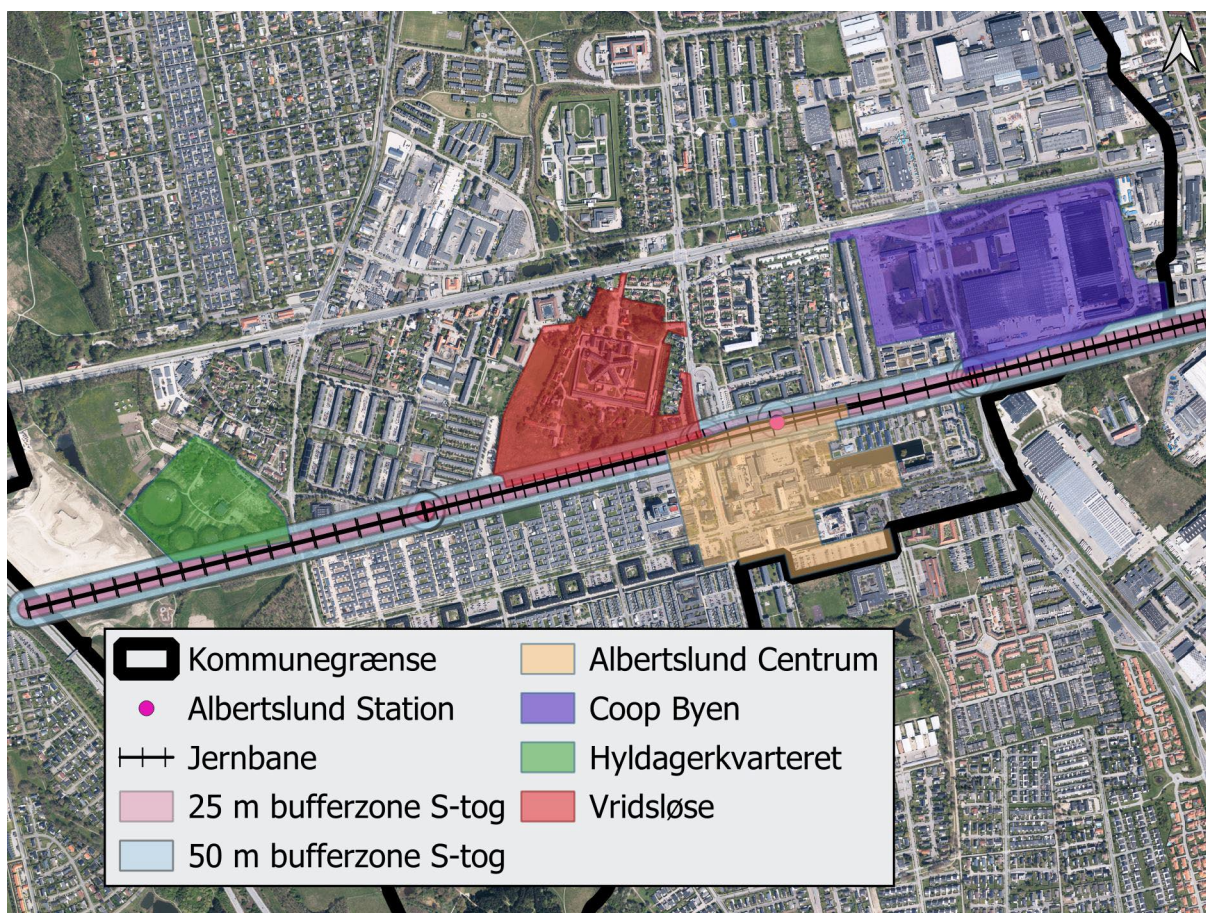 Kommunegrænse
Albertslund Station
Jernbane
25 m bufferzone S-tog
50 m bufferzone S-tog
Albertslund Centrum
Coop Byen
Hyldagerkvarteret
Vridsløse